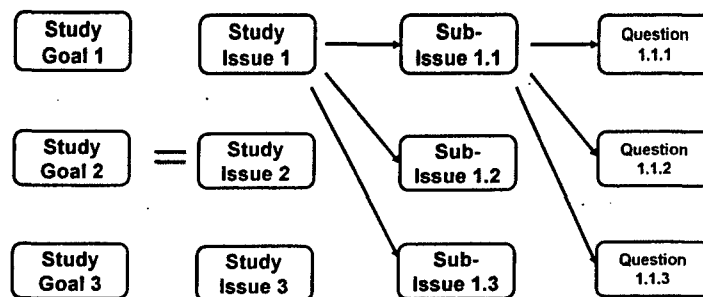 Study
Goal 1
Study
Issue 1
Sub-
Issue 1.1
Question
1.1.1
Study
Goal 2
=
Study
Issue 2
Sub-
Issue 1.2
Question
1.1.2
Study
Goal 3
Study
Issue 3
Sub-
Issue 1.3
Question
1.1.3